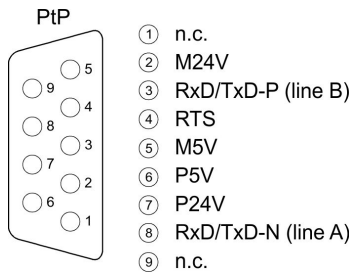 PtP
5
9
4
8
3
7
2
6
1
1 n.c.
2 M24V
3 RxD/TxD-P (line B)
4 RTS
5 M5V
6 P5V
7 P24V
8 RxD/TxD-N (line A)
9 n.c.